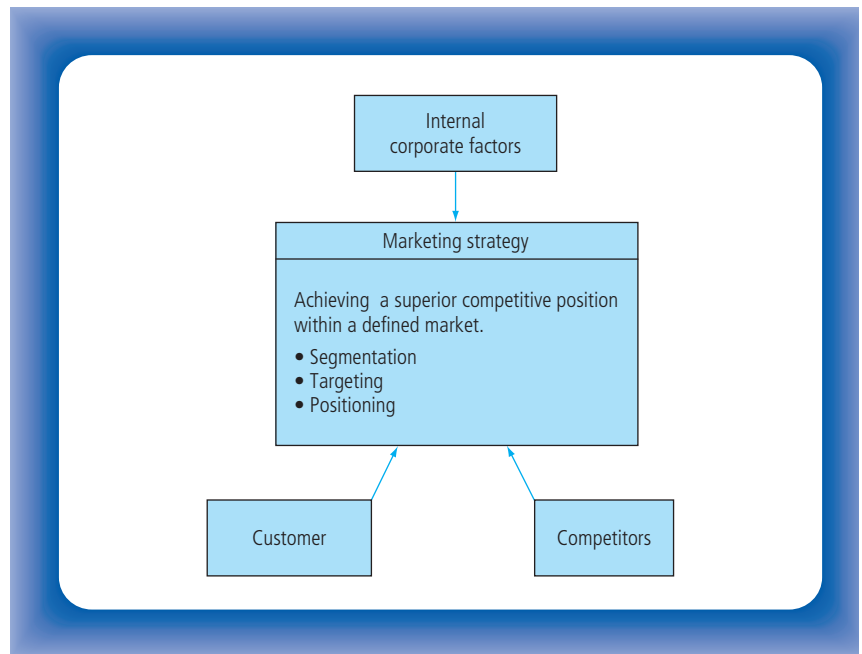 Internal
corporate factors
Marketing strategy
Achieving a superior competitive position
within a defined market.
• Segmentation
• Targeting
• Positioning
Customer
Competitors